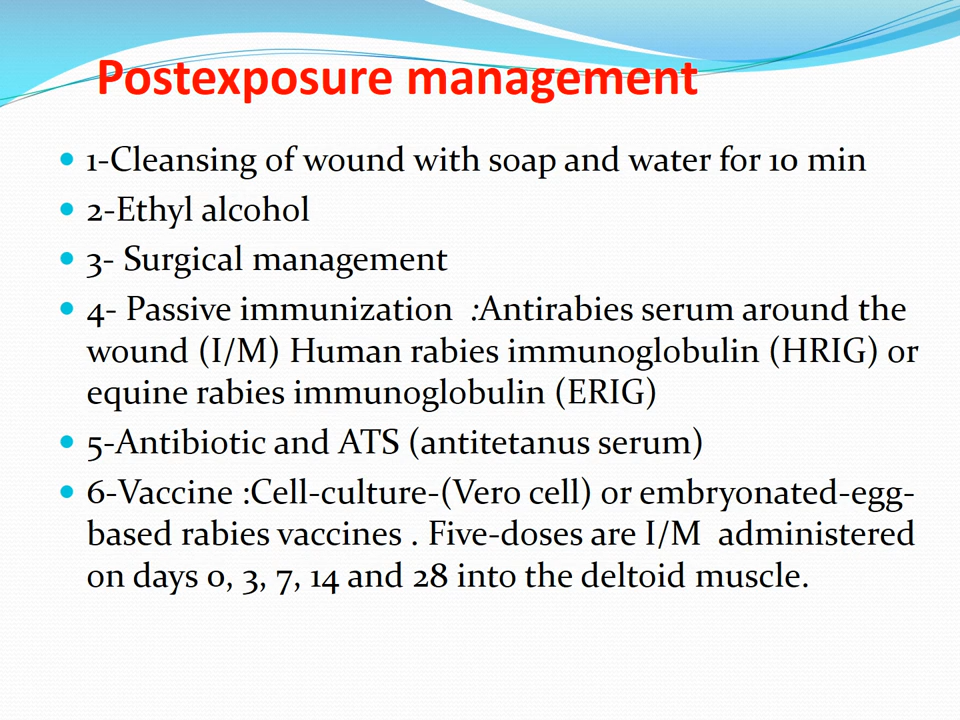 Postexposure management
• 1-Cleansing of wound with soap and water for 10 min
• 2-Ethyl alcohol
• 3- Surgical management
• 4- Passive immunization :Antirabies serum around the
wound (I/M) Human rabies immunoglobulin (HRIG) or
equine rabies immunoglobulin (ERIG)
• 5-Antibiotic and ATS (antitetanus serum)
• 6-Vaccine :Cell-culture-(Vero cell) or embryonated-egg-
based rabies vaccines . Five-doses are I/M administered
on days 0, 3, 7, 14 and 28 into the deltoid muscle.